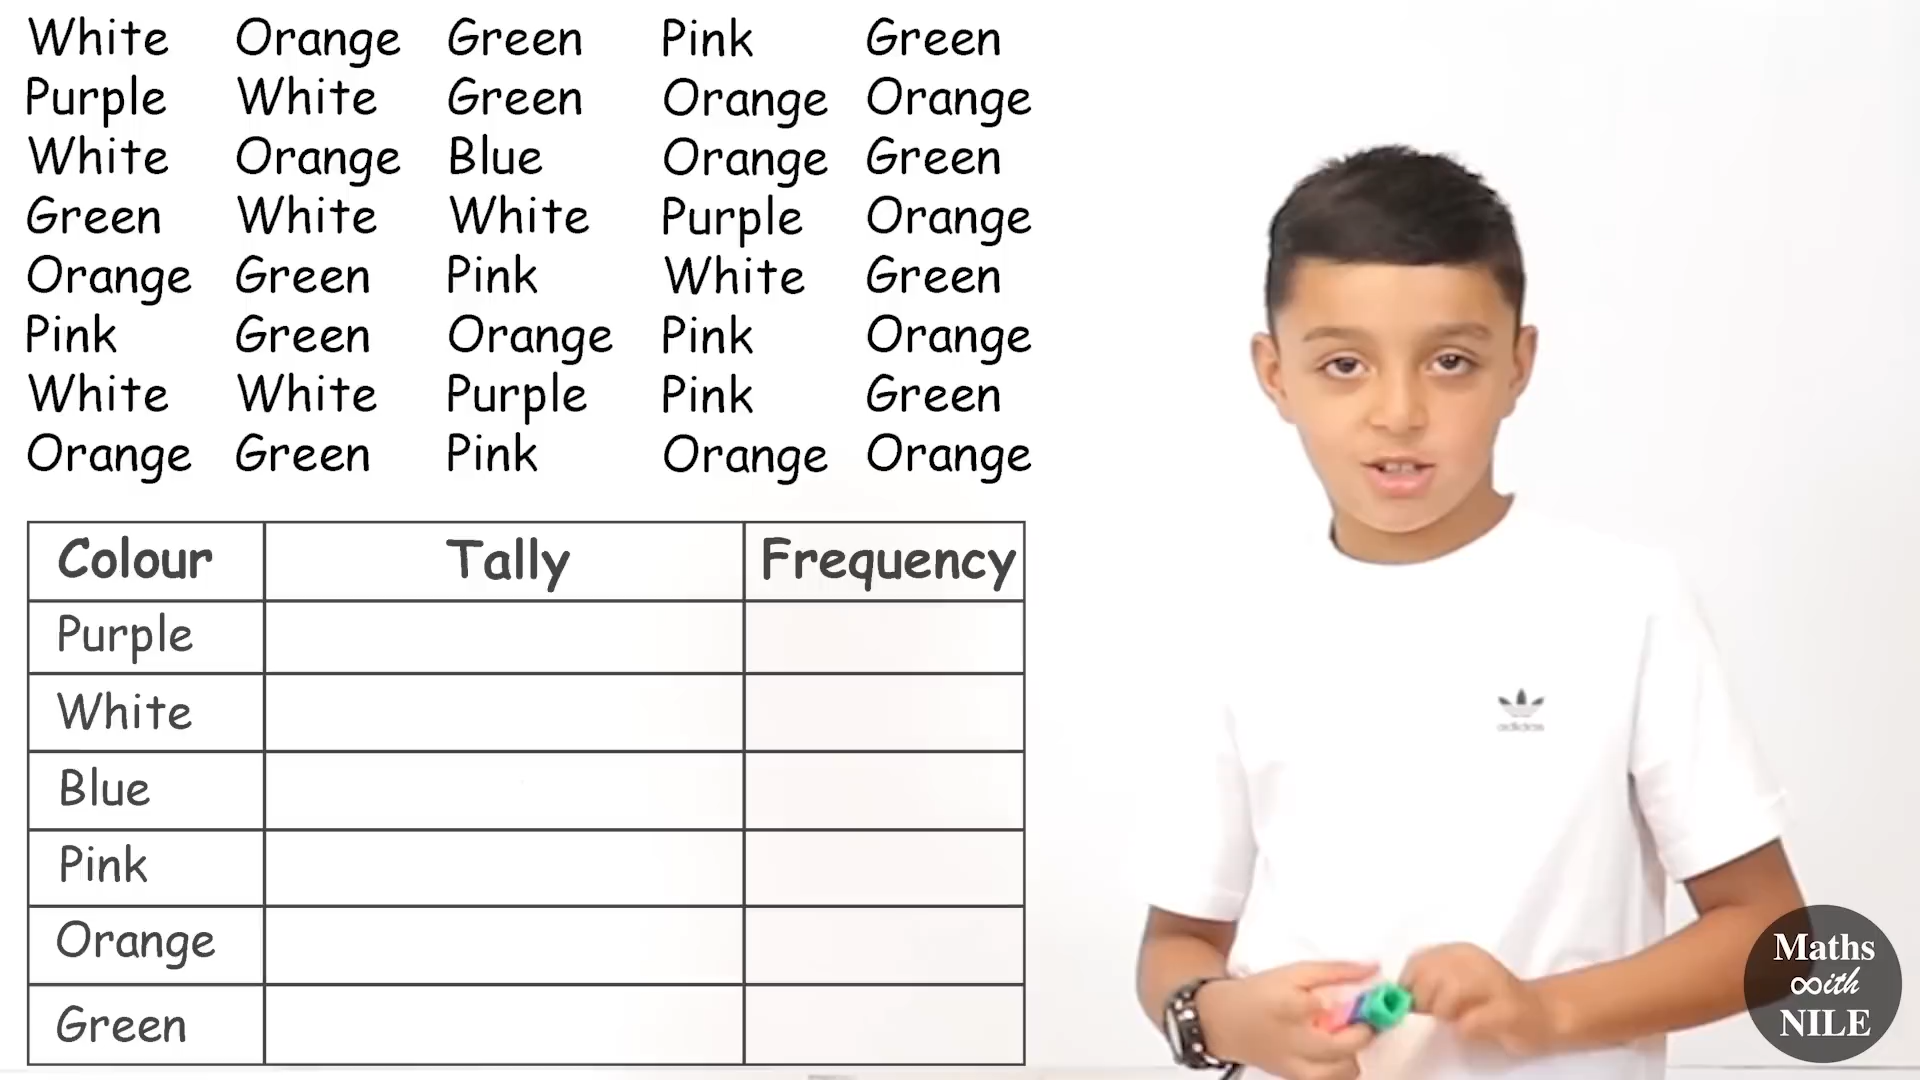 White Orange Green Pink Green
Purple White Green Orange Orange
White Orange Blue Orange Green
Green White White Purple Orange
Orange Green Pink White Green
Pink Green Orange Pink Orange
White White Purple Pink Green
Orange Green Pink Orange Orange
Colour Tally Frequency
Purple
White
Blue
Pink
Orange
Green
adidas
Maths
∞ith
NILE